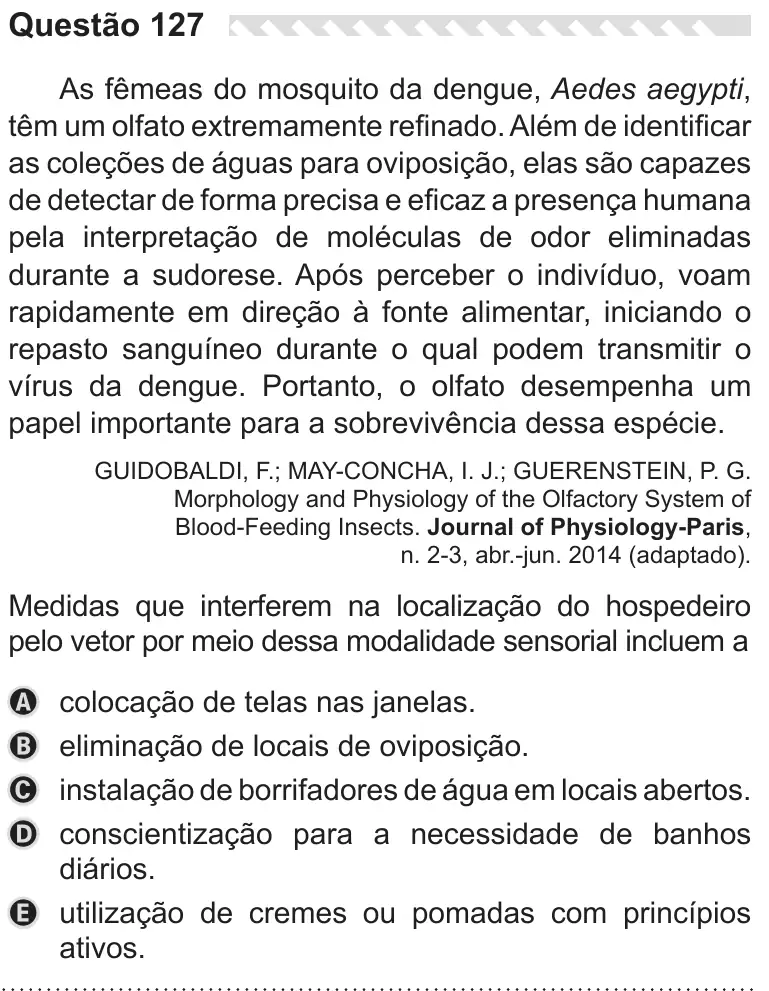 Questão 127
As fêmeas do mosquito da dengue, Aedes aegypti,
têm um olfato extremamente refinado. Além de identificar
as coleções de águas para oviposição, elas são capazes
de detectar de forma precisa e eficaz a presença humana
pela interpretação de moléculas de odor eliminadas
durante a sudorese. Após perceber o indivíduo, voam
rapidamente em direção à fonte alimentar, iniciando o
repasto sanguíneo durante o qual podem transmitir o
vírus da dengue. Portanto, o olfato desempenha um
papel importante para a sobrevivência dessa espécie.
GUIDOBALDI, F.; MAY-CONCHA, I. J.; GUERENSTEIN, P. G.
Morphology and Physiology of the Olfactory System of
Blood-Feeding Insects. Journal of Physiology-Paris,
n. 2-3, abr.-jun. 2014 (adaptado).
Medidas que interferem na localização do hospedeiro
pelo vetor por meio dessa modalidade sensorial incluem a
A colocação de telas nas janelas.
B eliminação de locais de oviposição.
C instalação de borrifadores de água em locais abertos.
D conscientização para a necessidade de banhos
diários.
E utilização de cremes ou pomadas com princípios
ativos.